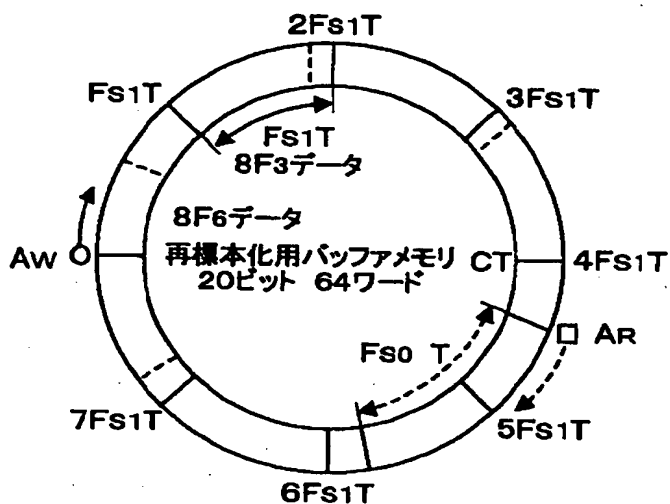 2Fs1T
Fs1T
3Fs1T
Fs1T
8F3データ
8F6データ
AW
再標本化用バッファメモリ
20ビット 64ワード
CT
4Fs1T
AR
Fs0 T
7Fs1T
5Fs1T
6Fs1T